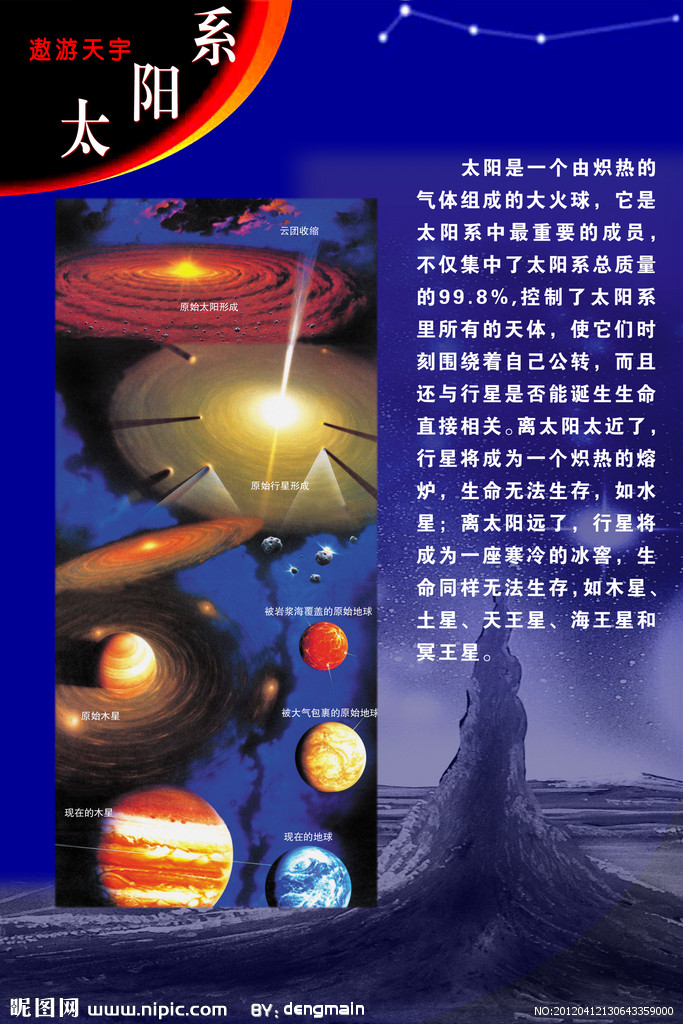 遨游天宇
太阳系
云团收缩
原始太阳形成
原始行星形成
被岩浆海覆盖的原始地球
原始木星
被大气包裹的原始地球
现在的木星
现在的地球
太阳是一个由炽热的
气体组成的大火球，它是
太阳系中最重要的成员，
不仅集中了太阳系总质量
的99.8%,控制了太阳系
里所有的天体，使它们时
刻围绕着自己公转，而且
还与行星是否能诞生生命
直接相关。离太阳太近了，
行星将成为一个炽热的熔
炉，生命无法生存，如水
星；离太阳远了，行星将
成为一座寒冷的冰窖，生
命同样无法生存,如木星、
土星、天王星、海王星和
冥王星。
昵图网 www.nipic.com BY: dengmain
NO:20120412130643359000